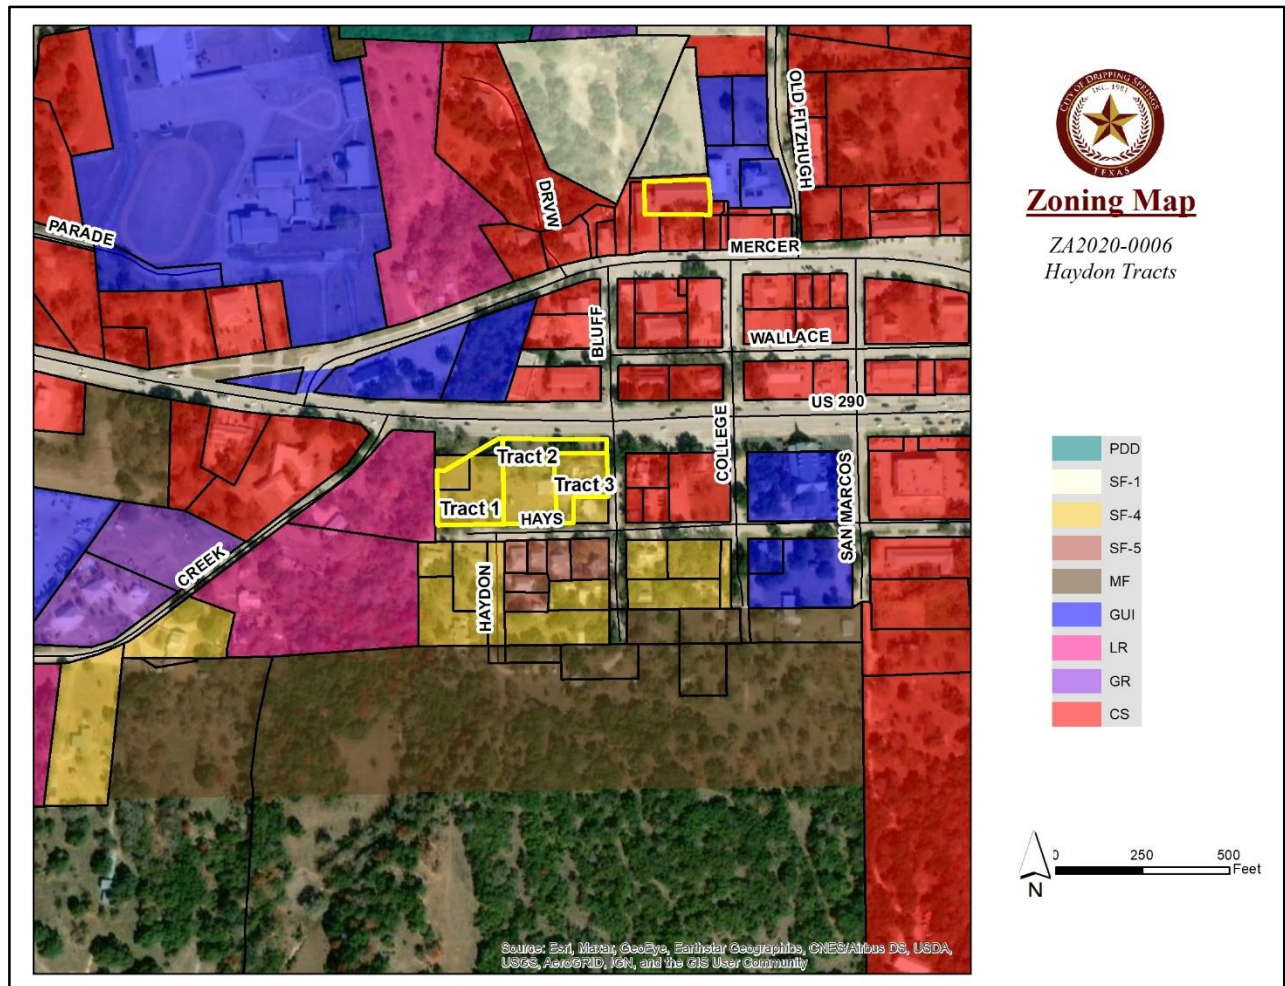 CITY OF DRIPPING SPRINGS
INC. 1981
TEXAS
Zoning Map
ZA2020-0006
Haydon Tracts
OLD FITZHUGH
DRVW
PARADE
MERCER
BLUFF
WALLACE
US 290
COLLEGE
Tract 2
Tract 3
Tract 1
HAYS
SAN MARCOS
CREEK
HAYDON
PDD
SF-1
SF-4
SF-5
MF
GUI
LR
GR
CS
0 250 500
Feet
N
Source: Esri, Maxar, GeoEye, Earthstar Geographics, CNES/Airbus DS, USDA,
USGS, AeroGRID, IGN, and the GIS User Community